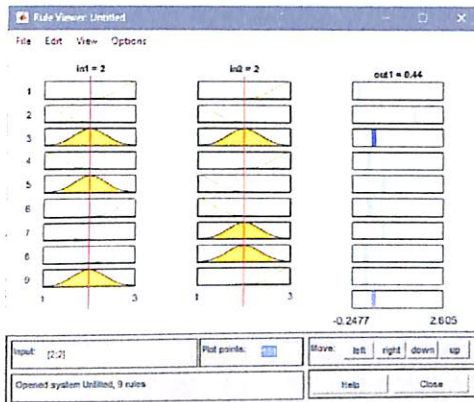 Rule Viewer: Untitled
File Edit View Options
in1 = 2 in2 = 2 out1 = 0.44
1
2
3
4
5
6
7
8
9
1 3 1 3
-0.2477 2.605
Input: [2;2] Plot points: 101 Move: left right down up
Opened system Untitled, 9 rules Help Close